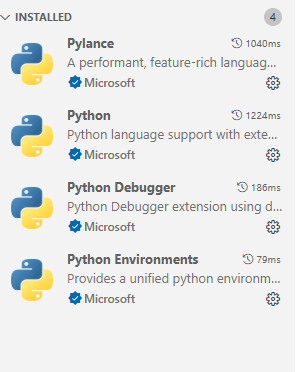 INSTALLED 4
Pylance 1040ms
A performant, feature-rich languag...
Microsoft
Python 1224ms
Python language support with exte...
Microsoft
Python Debugger 186ms
Python Debugger extension using d...
Microsoft
Python Environments 79ms
Provides a unified python environm...
Microsoft